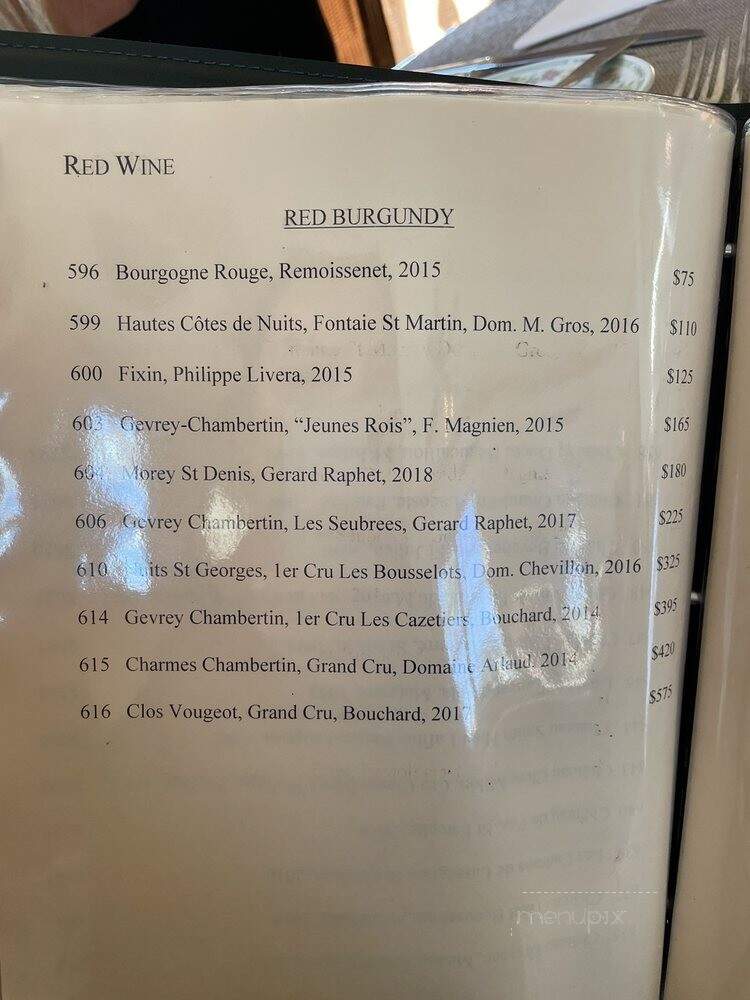 RED WINE
RED BURGUNDY
596 Bourgogne Rouge, Remoissenet, 2015 $75
599 Hautes Côtes de Nuits, Fontaie St Martin, Dom. M. Gros, 2016 $110
600 Fixin, Philippe Livera, 2015 $125
603 Gevrey-Chambertin, “Jeunes Rois”, F. Magnien, 2015 $165
604 Morey St Denis, Gerard Raphet, 2018 $180
606 Gevrey Chambertin, Les Seubrees, Gerard Raphet, 2017 $225
610 Nuits St Georges, 1er Cru Les Bousselots, Dom. Chevillon, 2016 $325
614 Gevrey Chambertin, 1er Cru Les Cazetiers, Bouchard, 2014 $395
615 Charmes Chambertin, Grand Cru, Domaine Arlaud, 2014 $420
616 Clos Vougeot, Grand Cru, Bouchard, 2017 $575
menupix